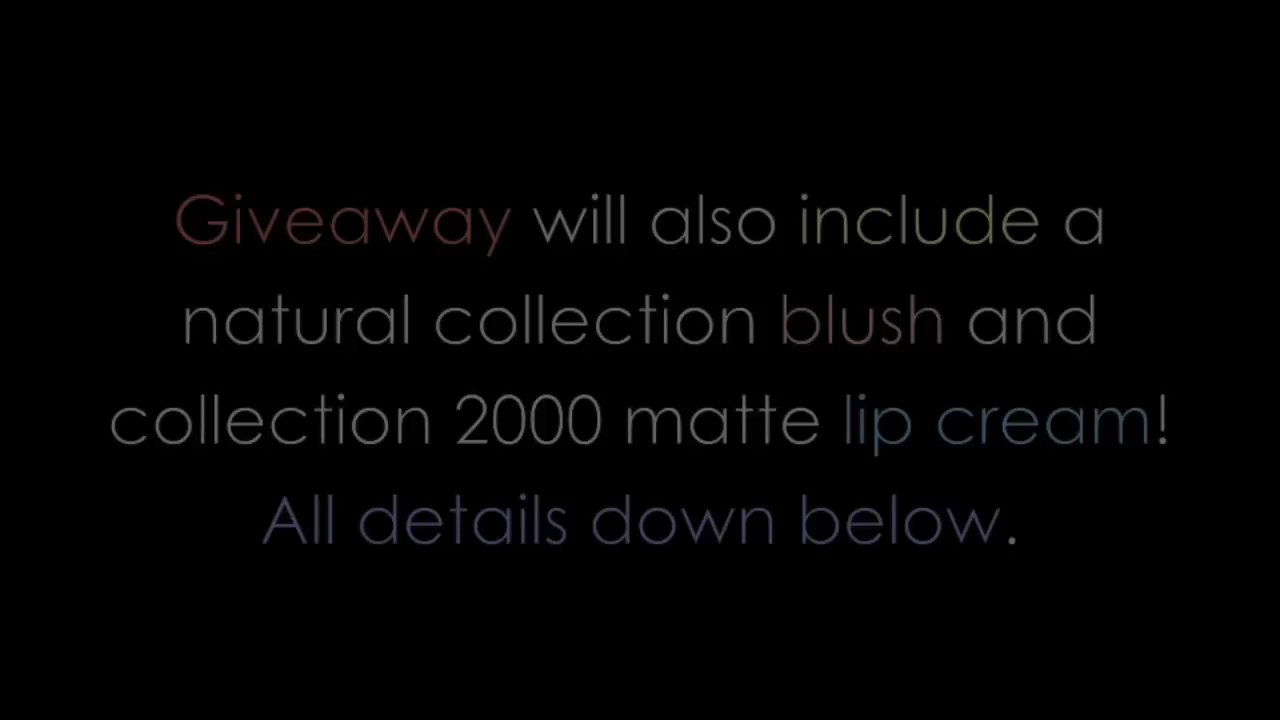 Giveaway will also include a
natural collection blush and
collection 2000 matte lip cream!
All details down below.